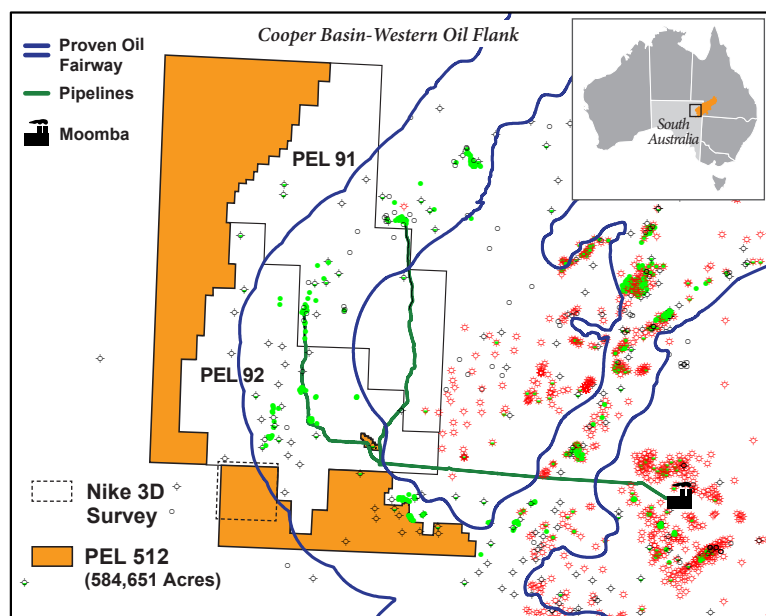 Cooper Basin-Western Oil Flank
Proven Oil
Fairway
Pipelines
Moomba
South
Australia
PEL 91
PEL 92
Nike 3D
Survey
PEL 512
(584,651 Acres)